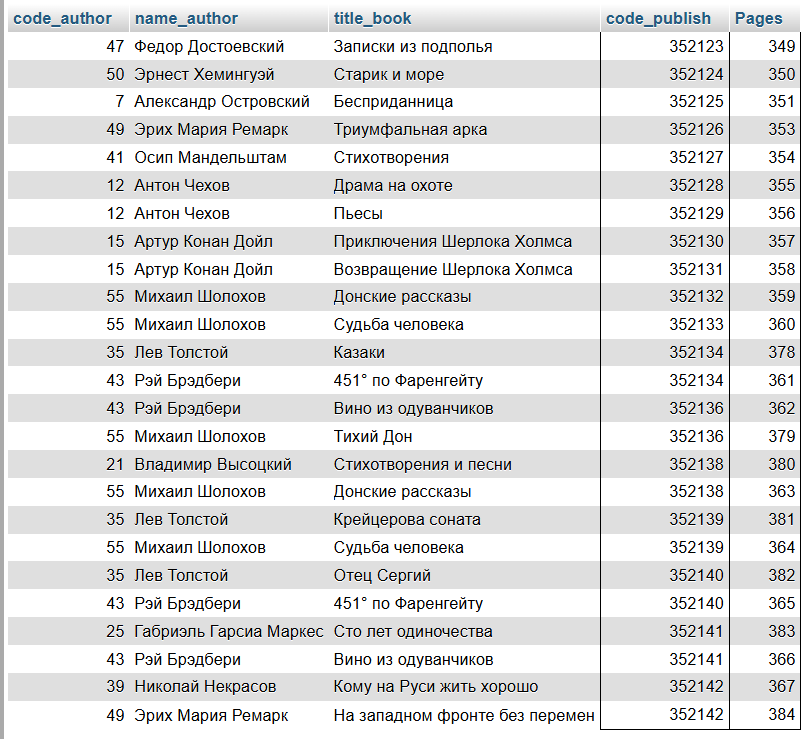 code_author name_author title_book code_publish Pages
47 Федор Достоевский Записки из подполья 352123 349
50 Эрнест Хемингуэй Старик и море 352124 350
7 Александр Островский Бесприданница 352125 351
49 Эрих Мария Ремарк Триумфальная арка 352126 353
41 Осип Мандельштам Стихотворения 352127 354
12 Антон Чехов Драма на охоте 352128 355
12 Антон Чехов Пьесы 352129 356
15 Артур Конан Дойл Приключения Шерлока Холмса 352130 357
15 Артур Конан Дойл Возвращение Шерлока Холмса 352131 358
55 Михаил Шолохов Донские рассказы 352132 359
55 Михаил Шолохов Судьба человека 352133 360
35 Лев Толстой Казаки 352134 378
43 Рэй Брэдбери 451° по Фаренгейту 352134 361
43 Рэй Брэдбери Вино из одуванчиков 352136 362
55 Михаил Шолохов Тихий Дон 352136 379
21 Владимир Высоцкий Стихотворения и песни 352138 380
55 Михаил Шолохов Донские рассказы 352138 363
35 Лев Толстой Крейцерова соната 352139 381
55 Михаил Шолохов Судьба человека 352139 364
35 Лев Толстой Отец Сергий 352140 382
43 Рэй Брэдбери 451° по Фаренгейту 352140 365
25 Габриэль Гарсиа Маркес Сто лет одиночества 352141 383
43 Рэй Брэдбери Вино из одуванчиков 352141 366
39 Николай Некрасов Кому на Руси жить хорошо 352142 367
49 Эрих Мария Ремарк На западном фронте без перемен 352142 384